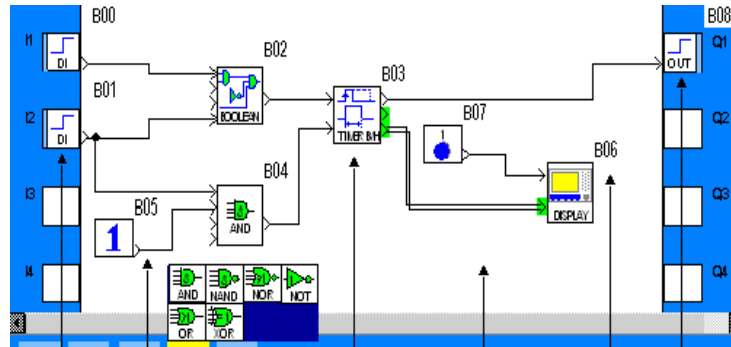 B00
B08
I1
DI
B02
Q1
OUT
BOOLEAN
B03
B01
TIMER B/H
I2
DI
B07
1
Q2
B06
B04
I3
B05
1
AND
DISPLAY
Q3
I4
Q4
AND NAND NOR NOT
OR XOR